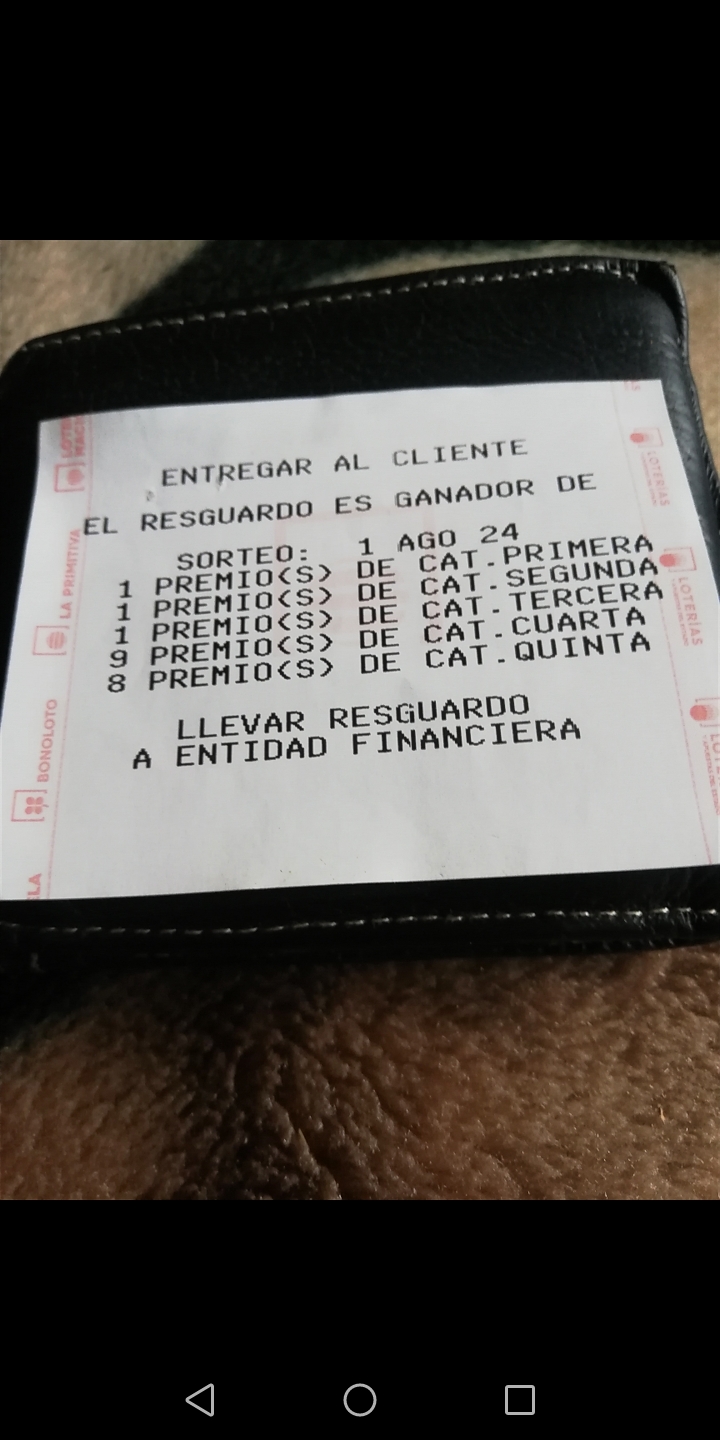 ENTREGAR AL CLIENTE
EL RESGUARDO ES GANADOR DE
SORTEO: 1 AGO 24
1 PREMIO(S) DE CAT.PRIMERA
1 PREMIO(S) DE CAT.SEGUNDA
1 PREMIO(S) DE CAT.TERCERA
9 PREMIO(S) DE CAT.CUARTA
8 PREMIO(S) DE CAT.QUINTA
LLEVAR RESGUARDO
A ENTIDAD FINANCIERA
LA PRIMITIVA
BONOLOTO
LOTERÍAS
LOTERÍAS